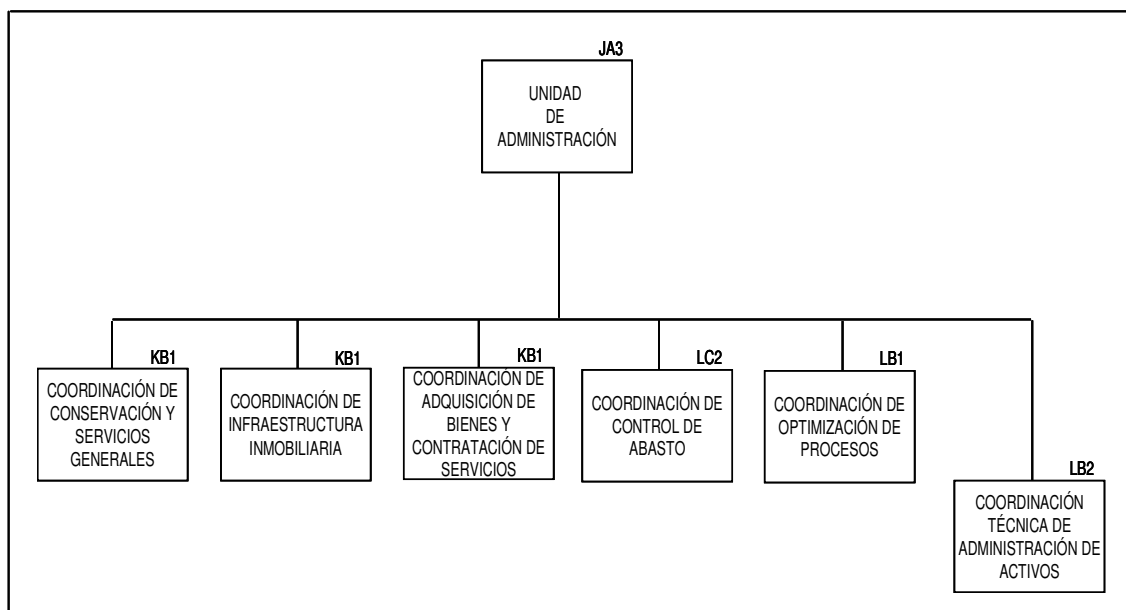 JA3
UNIDAD
DE
ADMINISTRACIÓN
KB1
COORDINACIÓN DE
CONSERVACIÓN Y
SERVICIOS
GENERALES
KB1
COORDINACIÓN DE
INFRAESTRUCTURA
INMOBILIARIA
KB1
COORDINACIÓN DE
ADQUISICIÓN DE
BIENES Y
CONTRATACIÓN DE
SERVICIOS
LC2
COORDINACIÓN DE
CONTROL DE
ABASTO
LB1
COORDINACIÓN DE
OPTIMIZACIÓN DE
PROCESOS
LB2
COORDINACIÓN
TÉCNICA DE
ADMINISTRACIÓN DE
ACTIVOS